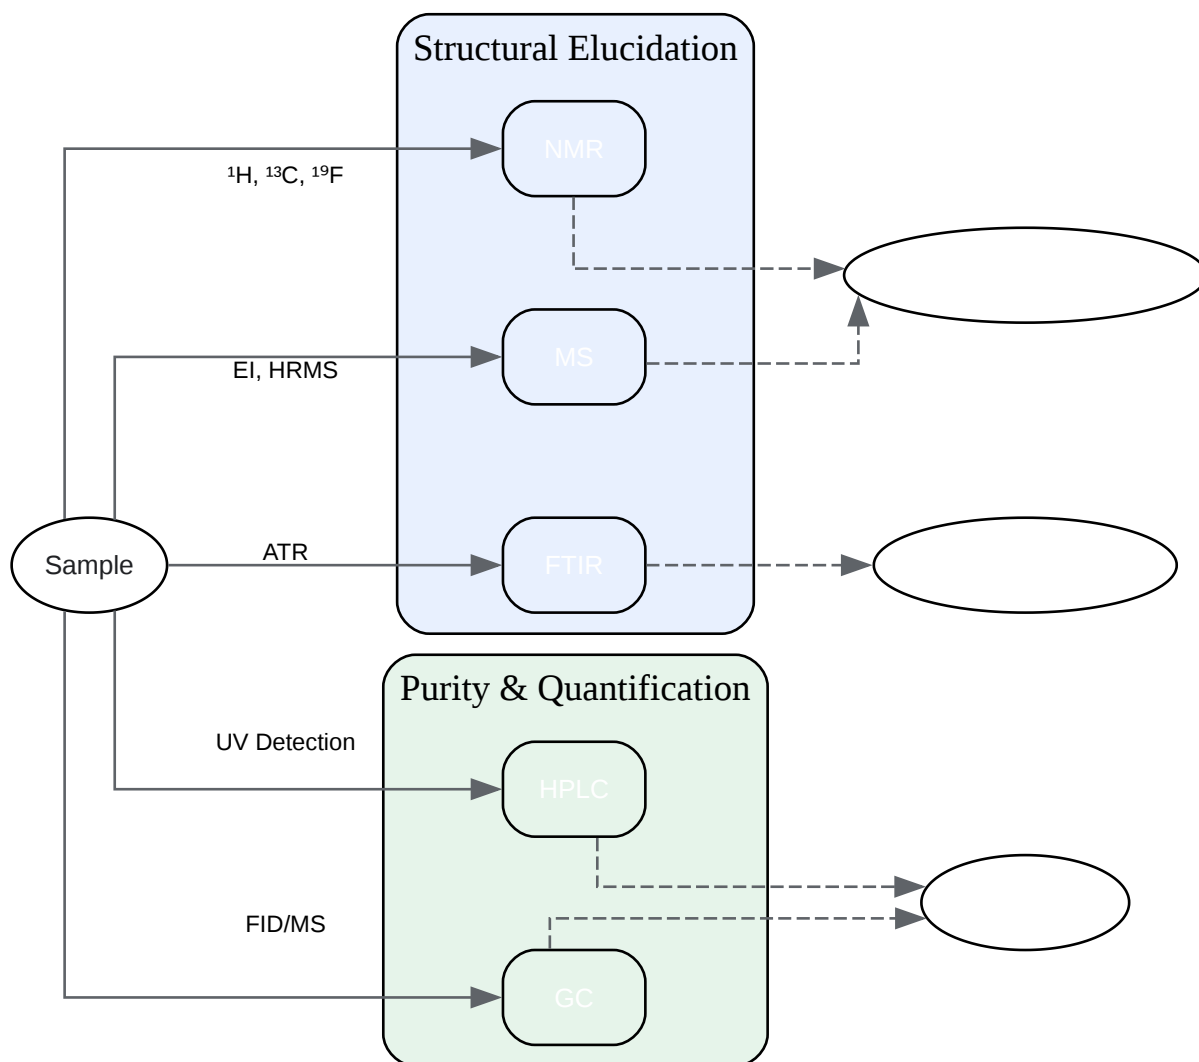 Structural Elucidation
NMR
¹H, ¹³C, ¹⁹F
MS
EI, HRMS
ATR
Sample
FTIR
Purity & Quantification
UV Detection
HPLC
FID/MS
GC